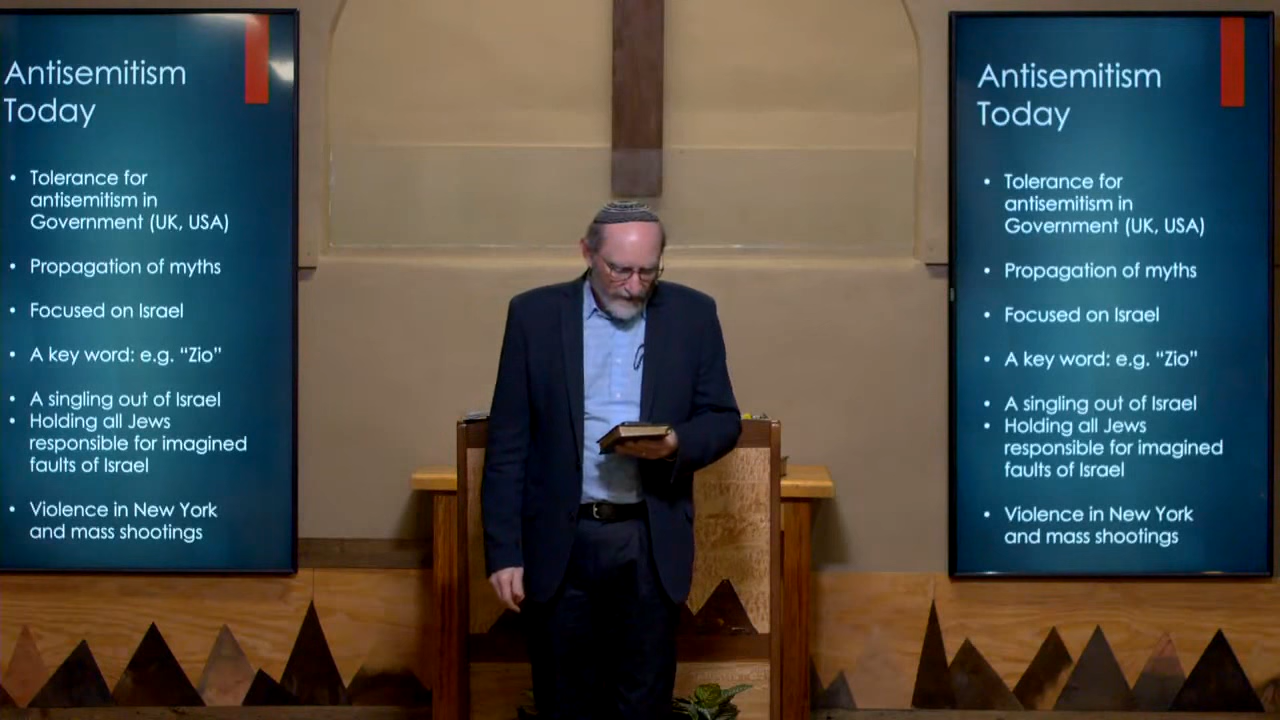 Antisemitism
Today
• Tolerance for
antisemitism in
Government (UK, USA)
• Propagation of myths
• Focused on Israel
• A key word: e.g. “Zio”
• A singling out of Israel
• Holding all Jews
responsible for imagined
faults of Israel
• Violence in New York
and mass shootings
Antisemitism
Today
• Tolerance for
antisemitism in
Government (UK, USA)
• Propagation of myths
• Focused on Israel
• A key word: e.g. “Zio”
• A singling out of Israel
• Holding all Jews
responsible for imagined
faults of Israel
• Violence in New York
and mass shootings